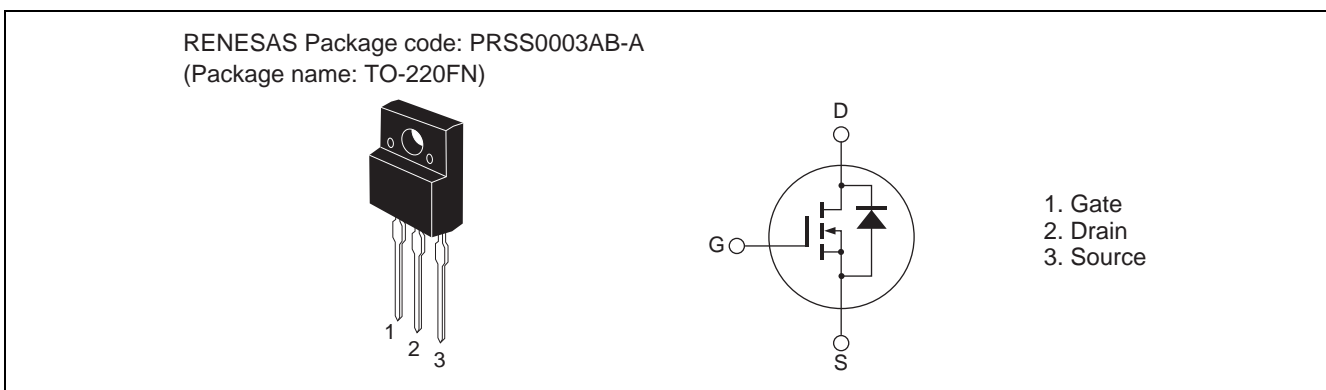 RENESAS Package code: PRSS0003AB-A
(Package name: TO-220FN)
1
2
3
D
G
S
1. Gate
2. Drain
3. Source